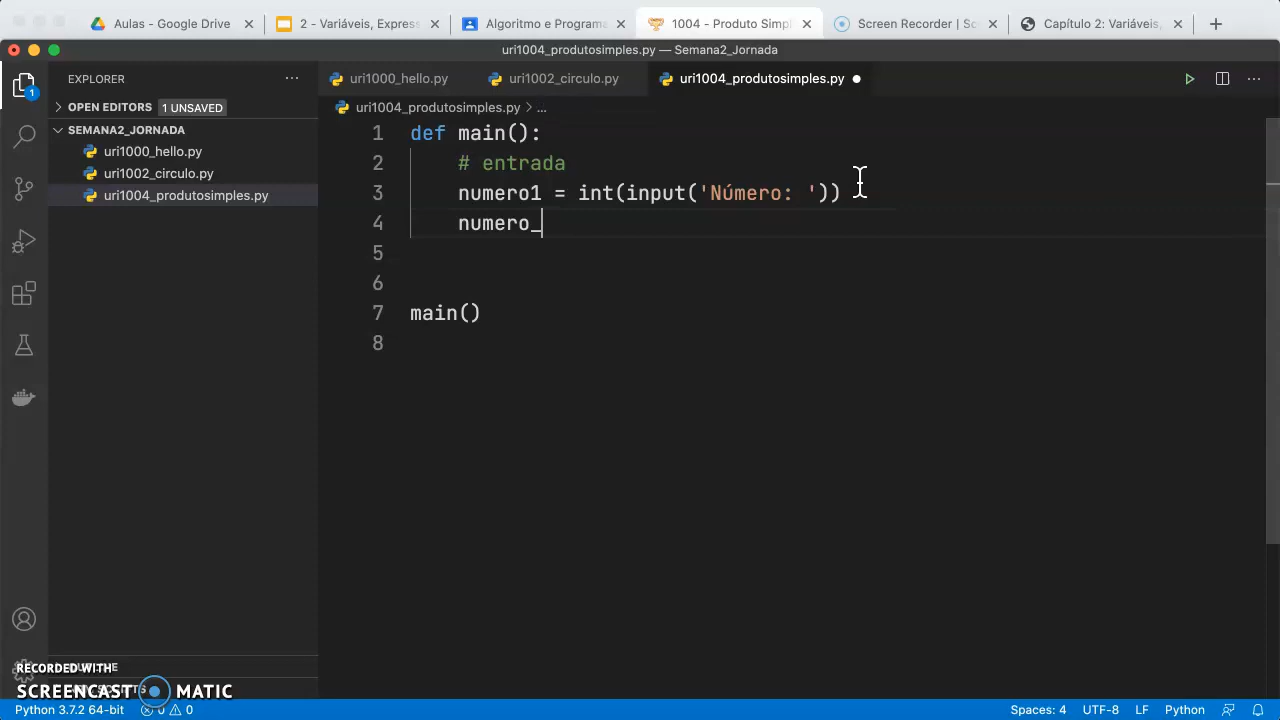 Aulas - Google Drive
2 - Variáveis, Express
Algoritmo e Programa
1004 - Produto Simpl
Screen Recorder | Sc
Capítulo 2: Variáveis,
uri1004_produtosimples.py — Semana2_Jornada
EXPLORER
uri1000_hello.py
uri1002_circulo.py
uri1004_produtosimples.py
OPEN EDITORS 1 UNSAVED
uri1004_produtosimples.py > ...
SEMANA2_JORNADA
uri1000_hello.py
uri1002_circulo.py
uri1004_produtosimples.py
1 def main():
2 # entrada
3 numero1 = int(input('Número: '))
4 numero_
5
6
7 main()
8
1
RECORDED WITH
SCREENCAST MATIC
Python 3.7.2 64-bit 0 0
Spaces: 4 UTF-8 LF Python